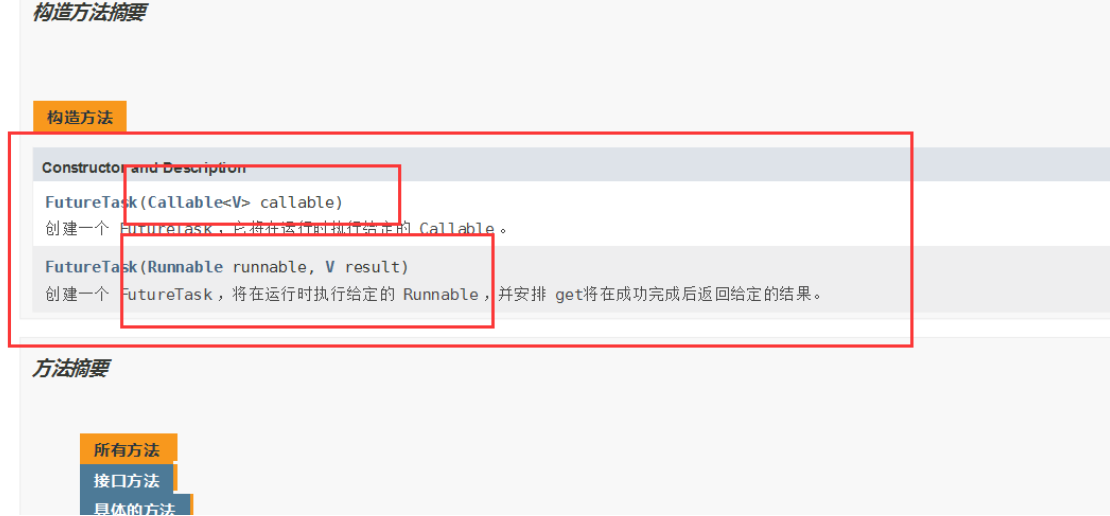 构造方法摘要
构造方法
Constructor and Description
FutureTask(Callable<V> callable)
创建一个 FutureTask，它将在运行时执行给定的 Callable。
FutureTask(Runnable runnable, V result)
创建一个 FutureTask，将在运行时执行给定的 Runnable，并安排 get将在成功完成后返回给定的结果。
方法摘要
所有方法
接口方法
具体的方法